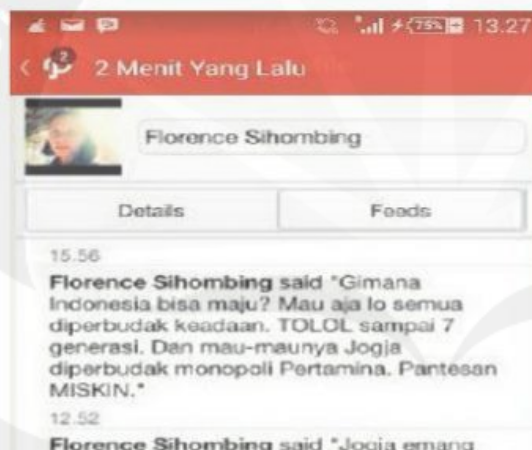 75% 13.27
2
2 Menit Yang Lalu
Florence Sihombing
Details Feeds
15.56
Florence Sihombing said "Gimana
Indonesia bisa maju? Mau aja lo semua
diperbudak keadaan. TOLOL sampai 7
generasi. Dan mau-maunya Jogja
diperbudak monopoli Pertamina. Pantesan
MISKIN."
12.52
Florence Sihombing said "Jogja emang